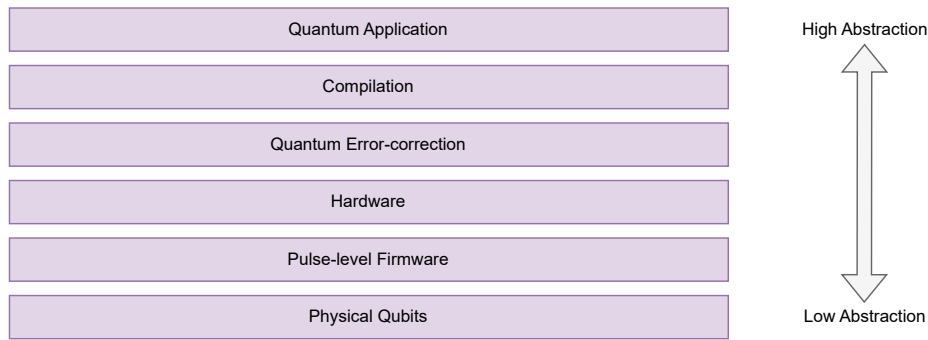 Quantum Application
High Abstraction
Compilation
Quantum Error-correction
Hardware
Pulse-level Firmware
Physical Qubits
Low Abstraction